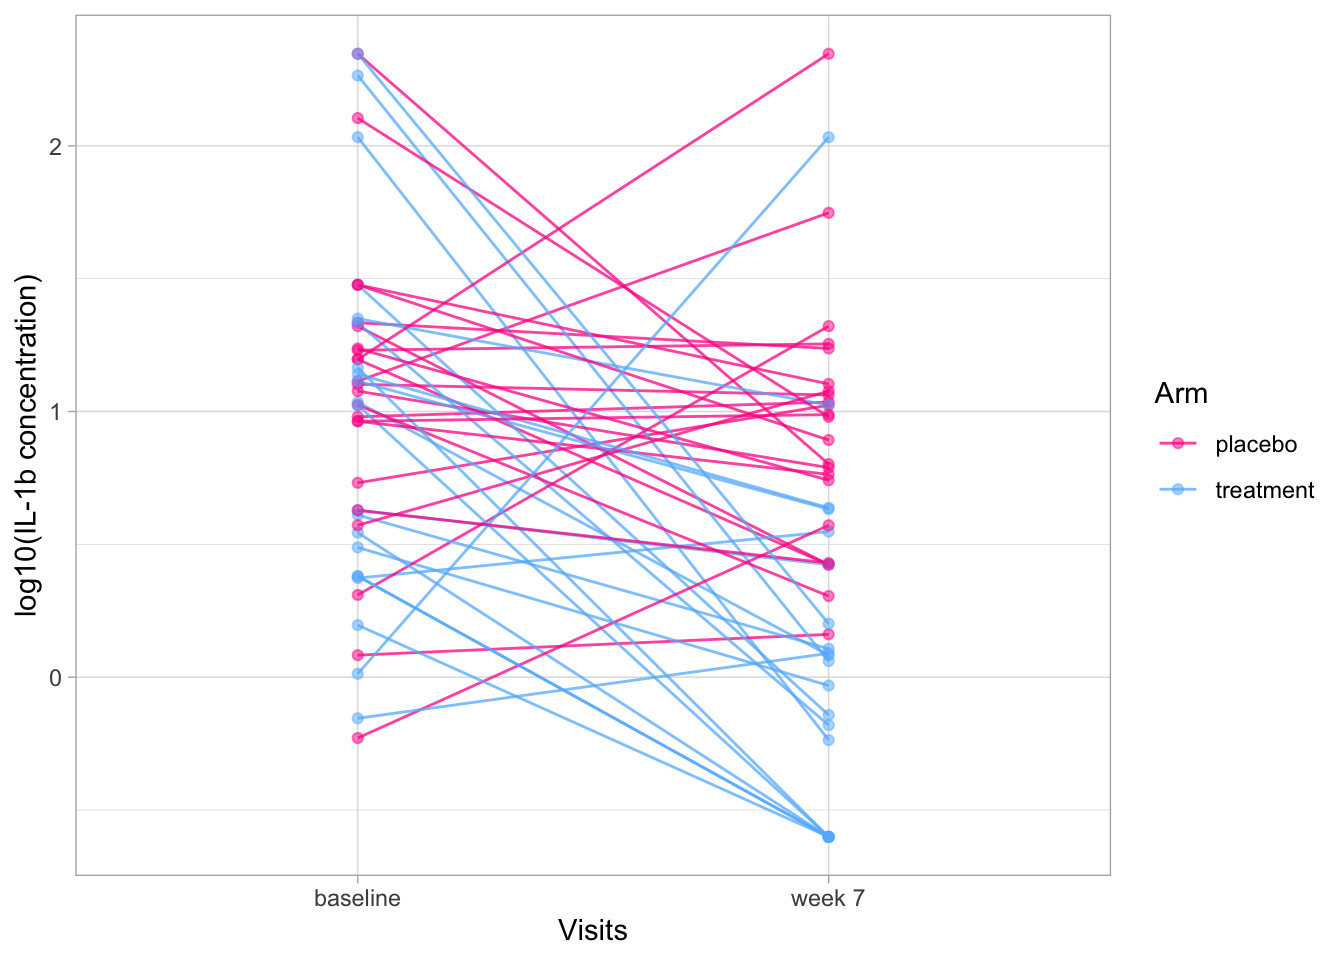 log10(IL-1b concentration)
2
1
0
baseline
week 7
Visits
Arm
placebo
treatment